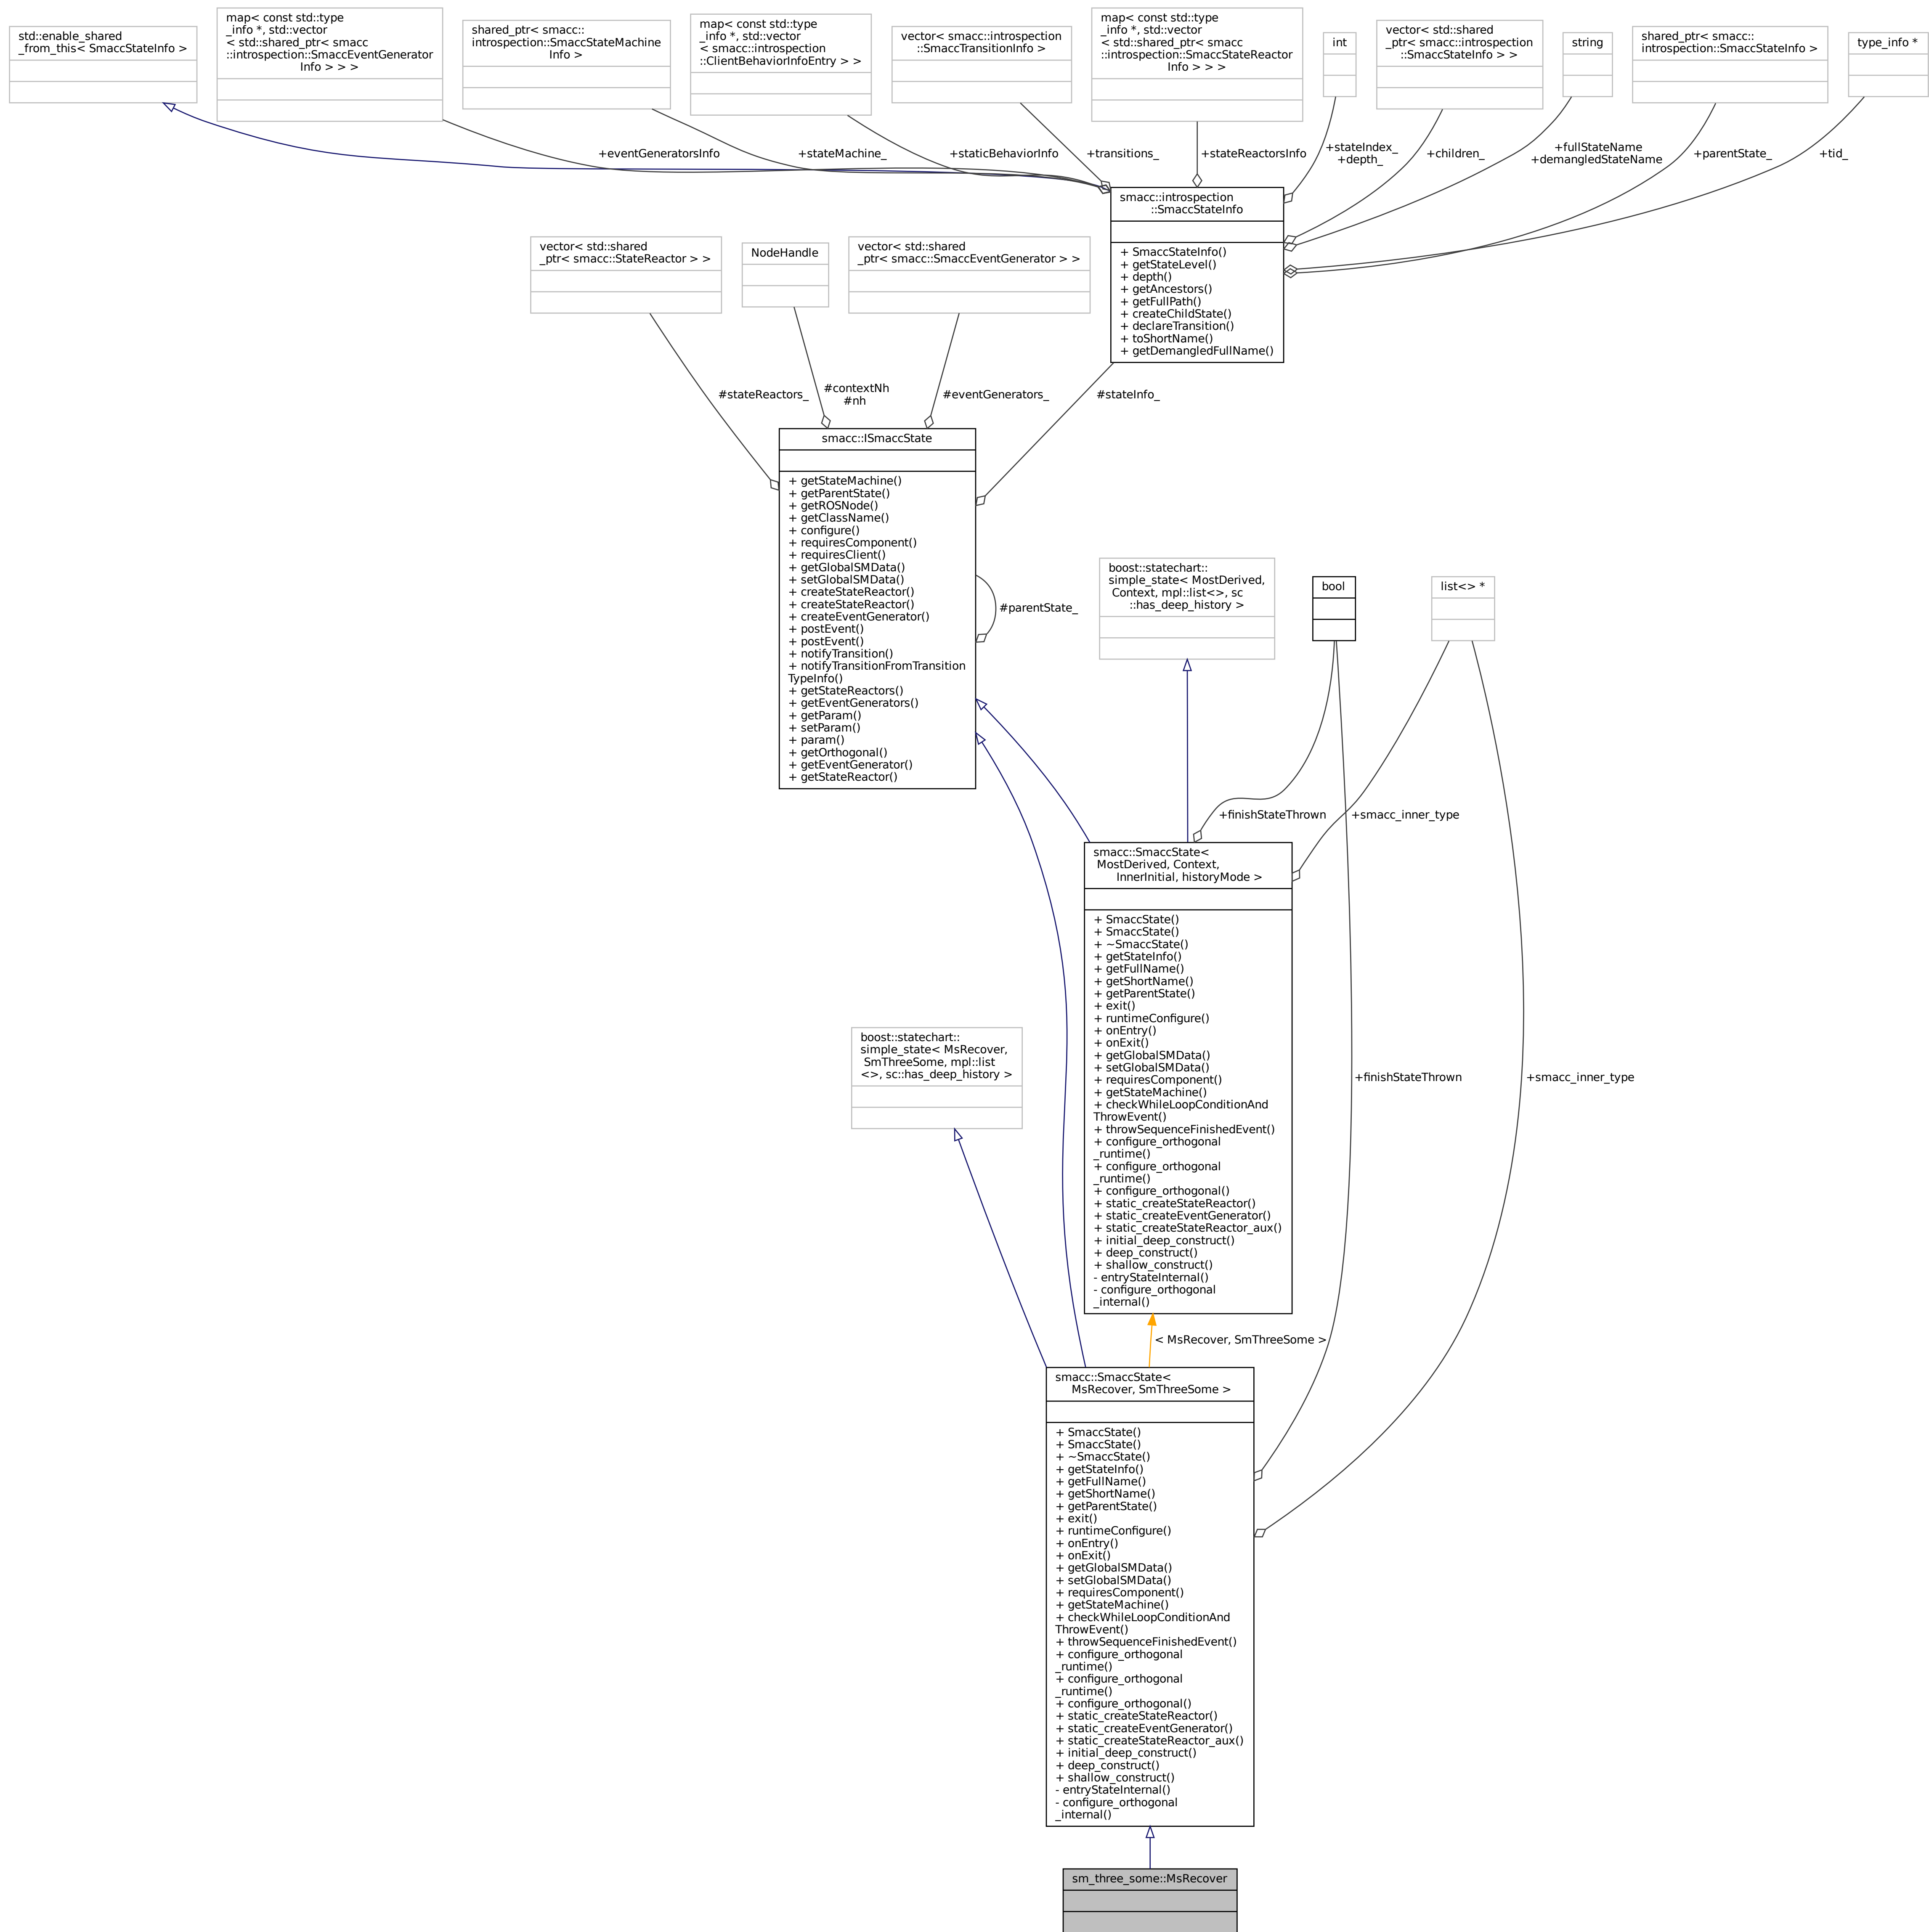 std::enable_shared
_from_this< SmaccStateInfo >
map< const std::type
_info *, std::vector
< std::shared_ptr< smacc
::introspection::SmaccEventGenerator
Info > > >
shared_ptr< smacc::
introspection::SmaccStateMachine
Info >
map< const std::type
_info *, std::vector
< smacc::introspection
::ClientBehaviorInfoEntry > >
vector< smacc::introspection
::SmaccTransitionInfo >
map< const std::type
_info *, std::vector
< std::shared_ptr< smacc
::introspection::SmaccStateReactor
Info > > >
int
vector< std::shared
_ptr< smacc::introspection
::SmaccStateInfo > >
string
shared_ptr< smacc::
introspection::SmaccStateInfo >
type_info *
+eventGeneratorsInfo
+stateMachine_
+staticBehaviorInfo
+transitions_
+stateReactorsInfo
+stateIndex_
+depth_
+children_
+fullStateName
+demangledStateName
+parentState_
+tid_
smacc::introspection
::SmaccStateInfo
+ SmaccStateInfo()
+ getStateLevel()
+ depth()
+ getAncestors()
+ getFullPath()
+ createChildState()
+ declareTransition()
+ toShortName()
+ getDemangledFullName()
vector< std::shared
_ptr< smacc::StateReactor > >
NodeHandle
vector< std::shared
_ptr< smacc::SmaccEventGenerator > >
#stateReactors_
#contextNh
#nh
#eventGenerators_
#stateInfo_
smacc::ISmaccState
+ getStateMachine()
+ getParentState()
+ getROSNode()
+ getClassName()
+ configure()
+ requiresComponent()
+ requiresClient()
+ getGlobalSMData()
+ setGlobalSMData()
+ createStateReactor()
+ createStateReactor()
+ createEventGenerator()
+ postEvent()
+ postEvent()
+ notifyTransition()
+ notifyTransitionFromTransition
TypeInfo()
+ getStateReactors()
+ getEventGenerators()
+ getParam()
+ setParam()
+ param()
+ getOrthogonal()
+ getEventGenerator()
+ getStateReactor()
#parentState_
boost::statechart::
simple_state< MostDerived,
Context, mpl::list<>, sc
::has_deep_history >
bool
list<> *
+finishStateThrown
+smacc_inner_type
smacc::SmaccState<
MostDerived, Context,
InnerInitial, historyMode >
+ SmaccState()
+ SmaccState()
+ ~SmaccState()
+ getStateInfo()
+ getFullName()
+ getShortName()
+ getParentState()
+ exit()
+ runtimeConfigure()
+ onEntry()
+ onExit()
+ getGlobalSMData()
+ setGlobalSMData()
+ requiresComponent()
+ getStateMachine()
+ checkWhileLoopConditionAnd
ThrowEvent()
+ throwSequenceFinishedEvent()
+ configure_orthogonal
_runtime()
+ configure_orthogonal
_runtime()
+ configure_orthogonal()
+ static_createStateReactor()
+ static_createEventGenerator()
+ static_createStateReactor_aux()
+ initial_deep_construct()
+ deep_construct()
+ shallow_construct()
- entryStateInternal()
- configure_orthogonal
_internal()
boost::statechart::
simple_state< MsRecover,
SmThreeSome, mpl::list
<>, sc::has_deep_history >
+finishStateThrown
+smacc_inner_type
< MsRecover, SmThreeSome >
smacc::SmaccState<
MsRecover, SmThreeSome >
+ SmaccState()
+ SmaccState()
+ ~SmaccState()
+ getStateInfo()
+ getFullName()
+ getShortName()
+ getParentState()
+ exit()
+ runtimeConfigure()
+ onEntry()
+ onExit()
+ getGlobalSMData()
+ setGlobalSMData()
+ requiresComponent()
+ getStateMachine()
+ checkWhileLoopConditionAnd
ThrowEvent()
+ throwSequenceFinishedEvent()
+ configure_orthogonal
_runtime()
+ configure_orthogonal
_runtime()
+ configure_orthogonal()
+ static_createStateReactor()
+ static_createEventGenerator()
+ static_createStateReactor_aux()
+ initial_deep_construct()
+ deep_construct()
+ shallow_construct()
- entryStateInternal()
- configure_orthogonal
_internal()
sm_three_some::MsRecover